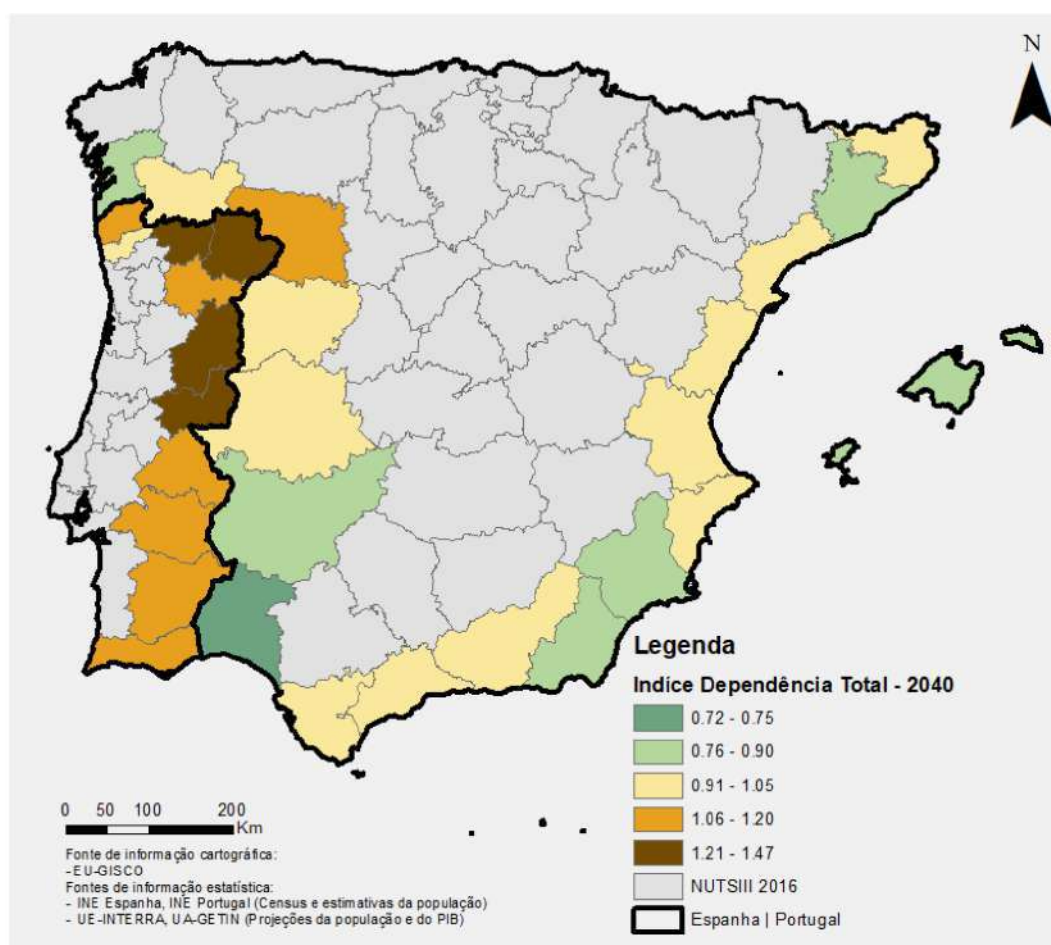 N
Legenda
Indice Dependência Total - 2040
0.72 - 0.75
0.76 - 0.90
0.91 - 1.05
1.06 - 1.20
1.21 - 1.47
NUTSIII 2016
Espanha | Portugal
0 50 100 200
Km
Fonte de informação cartográfica:
-EU-GISCO
Fontes de informação estatística:
- INE Espanha, INE Portugal (Census e estimativas da população)
- UE-INTERRA, UA-GETIN (Projeções da população e do PIB)